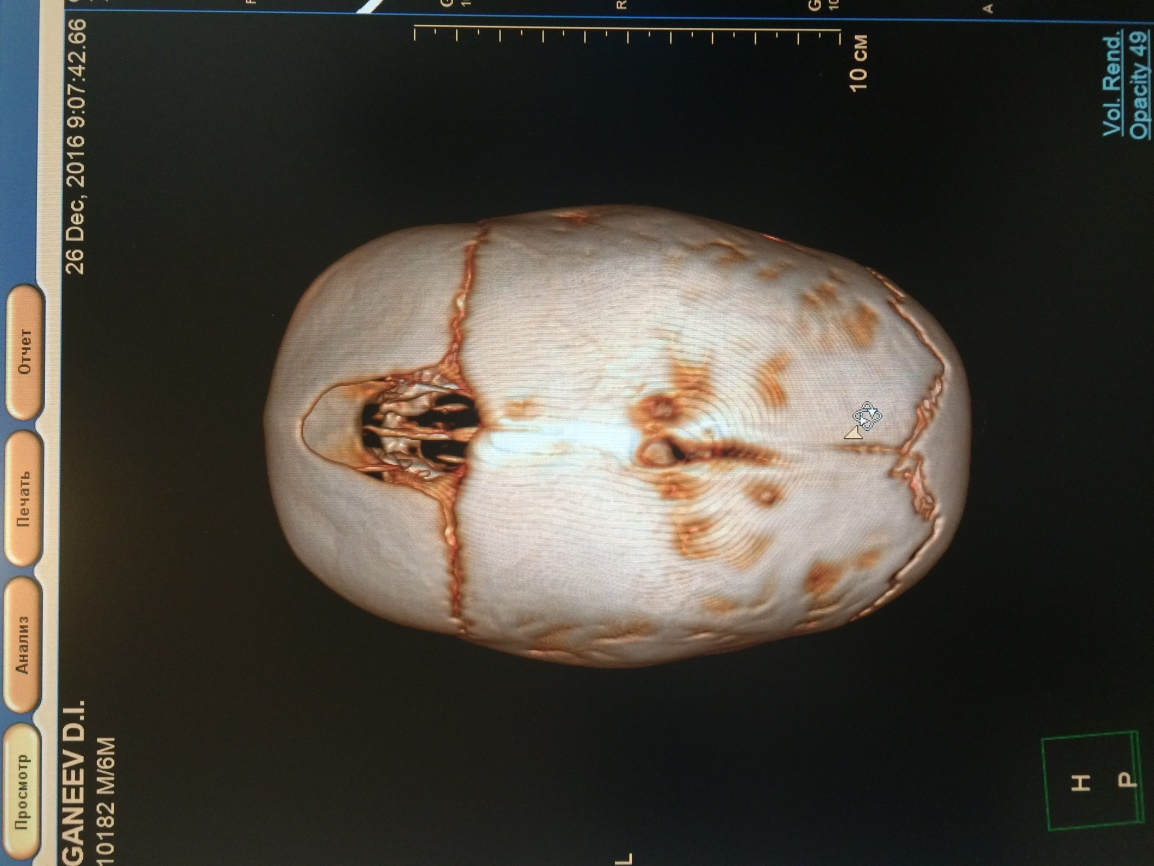 Просмотр
Анализ
Печать
Отчет
GANEEV D.I.
10182 M/6M
26 Dec, 2016 9:07:42.66
10 см
Vol. Rend.
Opacity 49
L
H
P
R
A